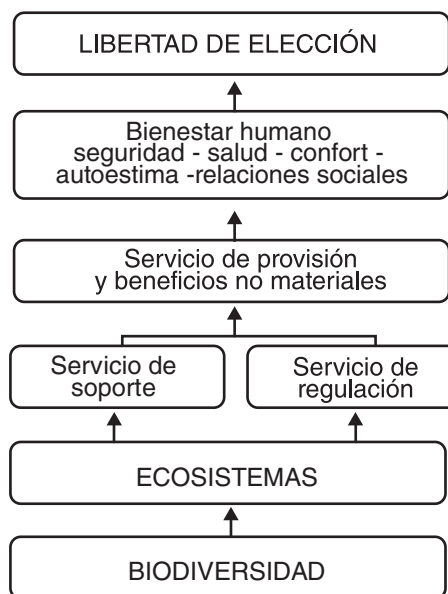 LIBERTAD DE ELECCIÓN
Bienestar humano
seguridad - salud - confort -
autoestima -relaciones sociales
Servicio de provisión
y beneficios no materiales
Servicio de
soporte
Servicio de
regulación
ECOSISTEMAS
BIODIVERSIDAD